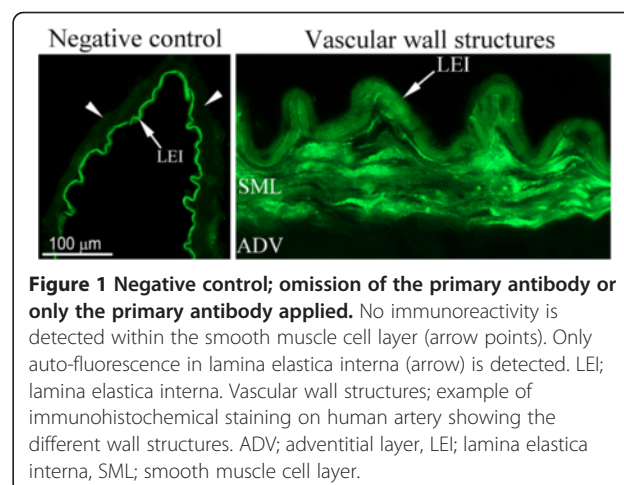 Negative control Vascular wall structures
LEI
LEI
SML
100 µm
ADV
Figure 1 Negative control; omission of the primary antibody or
only the primary antibody applied. No immunoreactivity is
detected within the smooth muscle cell layer (arrow points). Only
auto-fluorescence in lamina elastica interna (arrow) is detected. LEI;
lamina elastica interna. Vascular wall structures; example of
immunohistochemical staining on human artery showing the
different wall structures. ADV; adventitial layer, LEI; lamina elastica
interna, SML; smooth muscle cell layer.